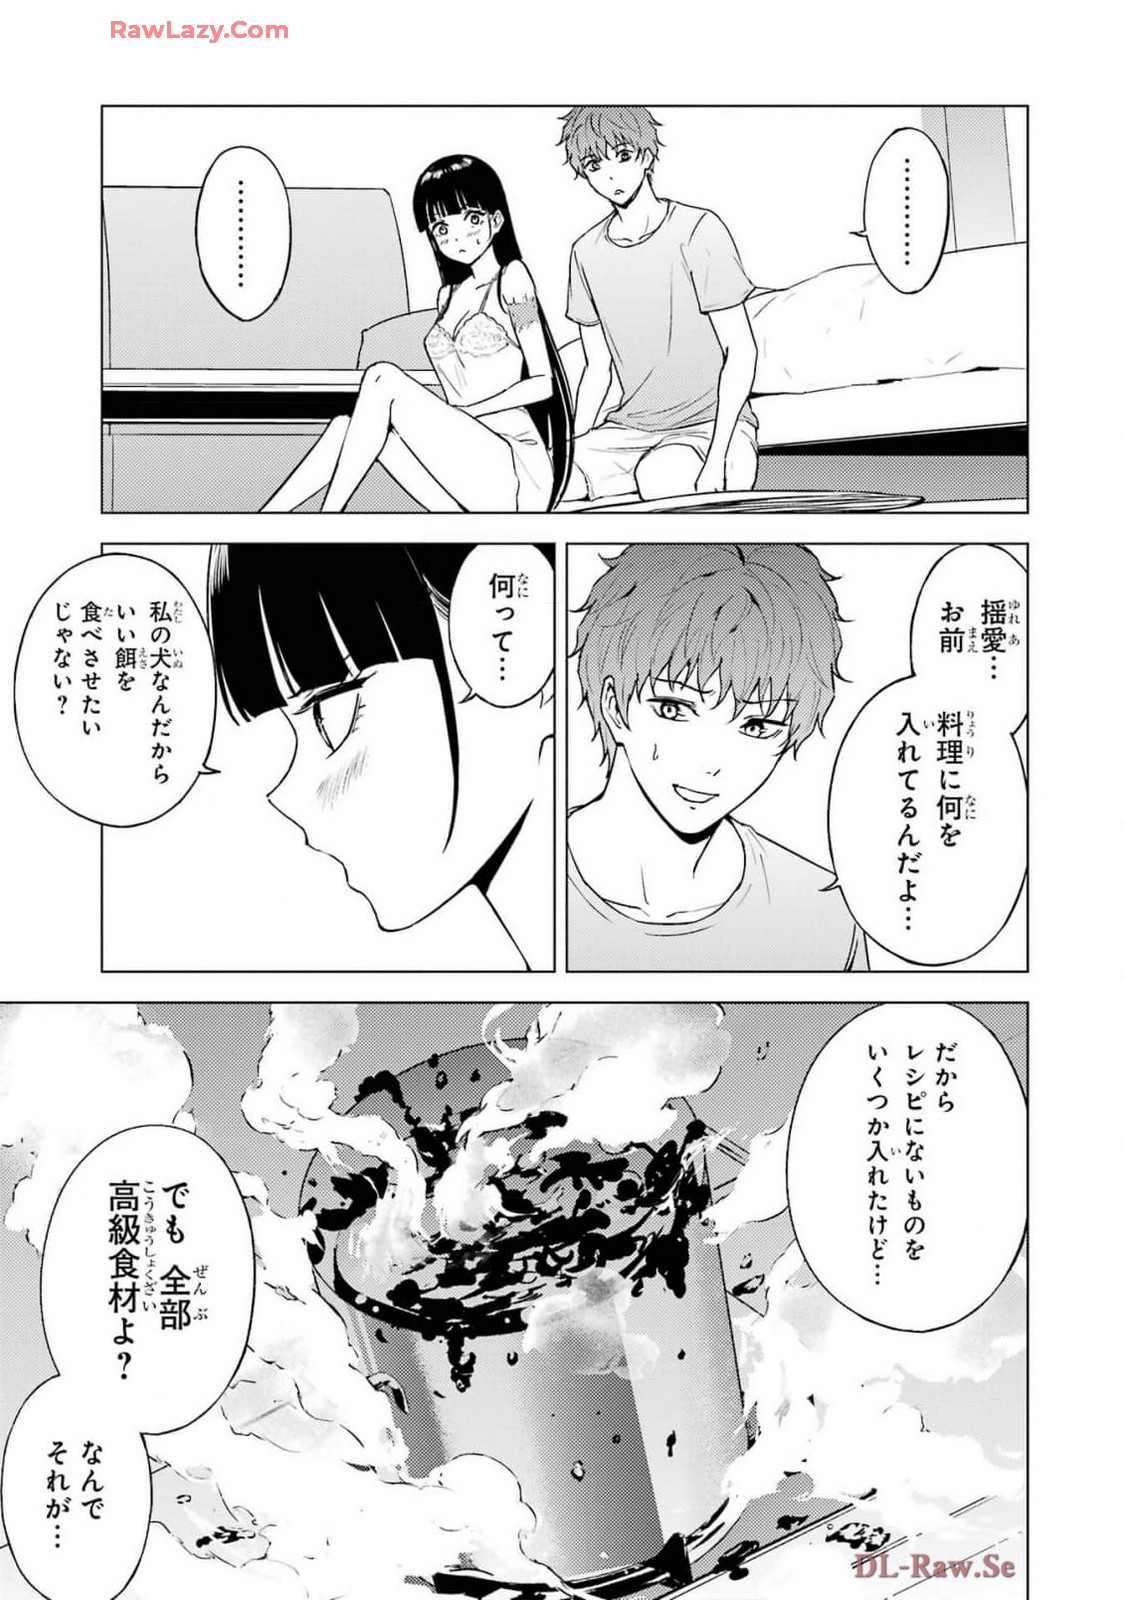 RawLazy.Com
…………
…………
揺愛…
お前
料理に何を
入れてるんだよ…
何って…
私の犬なんだから
いい餌を
食べさせたい
じゃない?
だから
レシピにないものを
いくつか入れたけど…
でも 全部
高級食材よ?
なんで
それが…
DL-Raw.Se